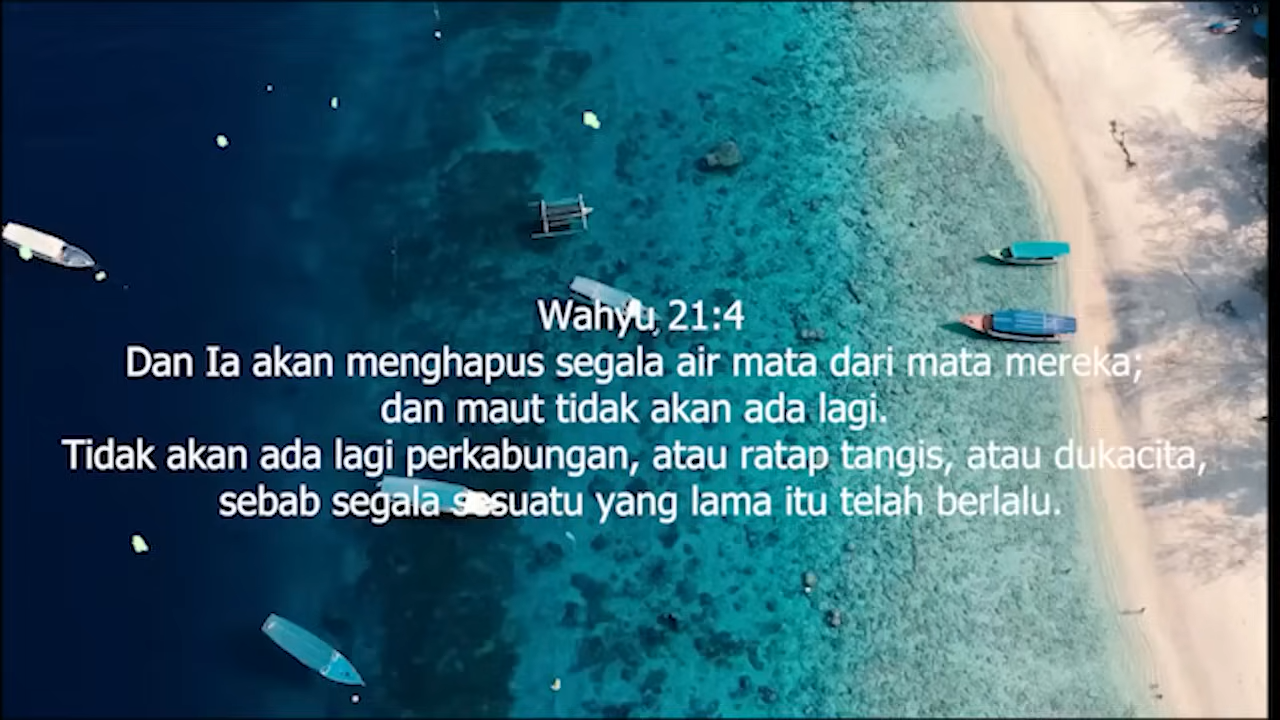 Wahyu 21:4
Dan Ia akan menghapus segala air mata dari mata mereka;
dan maut tidak akan ada lagi.
Tidak akan ada lagi perkabungan, atau ratap tangis, atau dukacita,
sebab segala sesuatu yang lama itu telah berlalu.